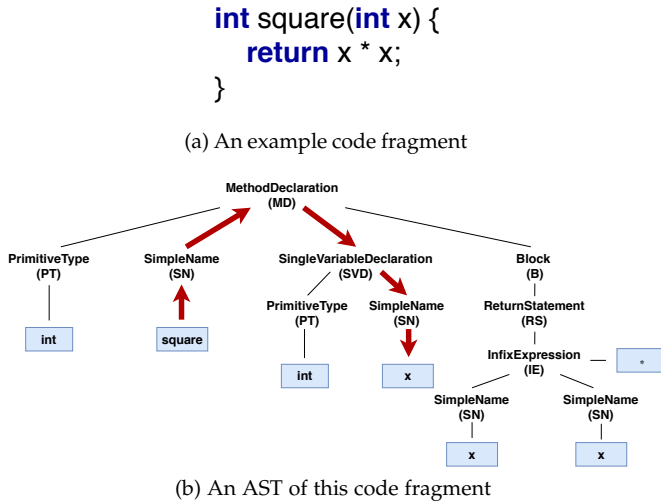 int square(int x) {
return x * x;
}
(a) An example code fragment
MethodDeclaration
(MD)
PrimitiveType
(PT)
SimpleName
(SN)
SingleVariableDeclaration
(SVD)
Block
(B)
PrimitiveType
(PT)
SimpleName
(SN)
ReturnStatement
(RS)
int
square
InfixExpression
(IE)
*
int
x
SimpleName
(SN)
SimpleName
(SN)
x
x
(b) An AST of this code fragment